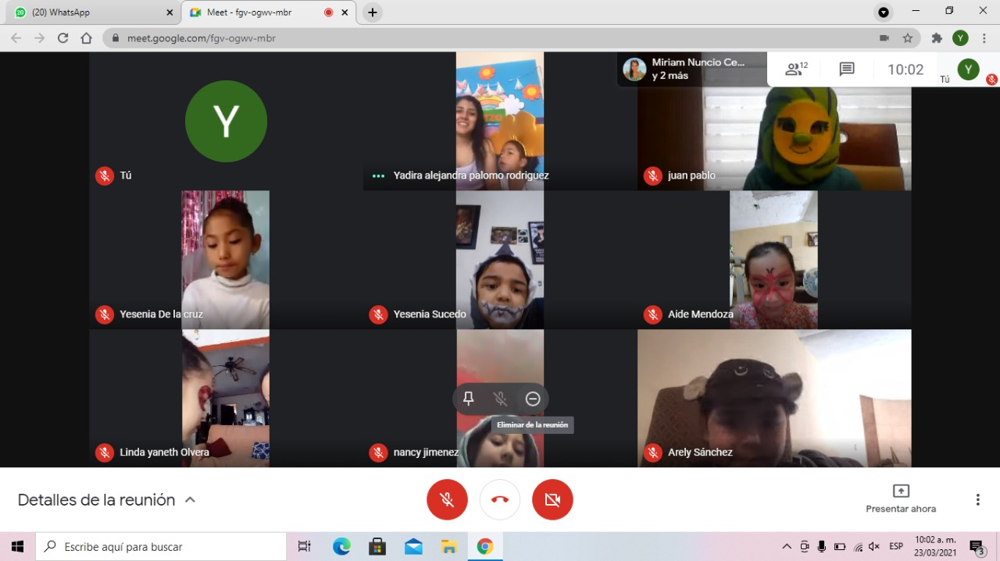 20
(20) WhatsApp
Meet - fgv-ogwv-mbr
meet.google.com/fgv-ogwv-mbr
Y
Miriam Nuncio Ce...
y 2 más
12
10:02
Tú
Y
Y
Tú
YZO
Yadira alejandra palomo rodriguez
juan pablo
Yesenia De la cruz
Yesenia Sucedo
Aide Mendoza
Linda yaneth Olvera
Eliminar de la reunión
nancy jimenez
Arely Sánchez
Detalles de la reunión
Presentar ahora
Escribe aquí para buscar
ESP
10:02 a. m.
23/03/2021
3